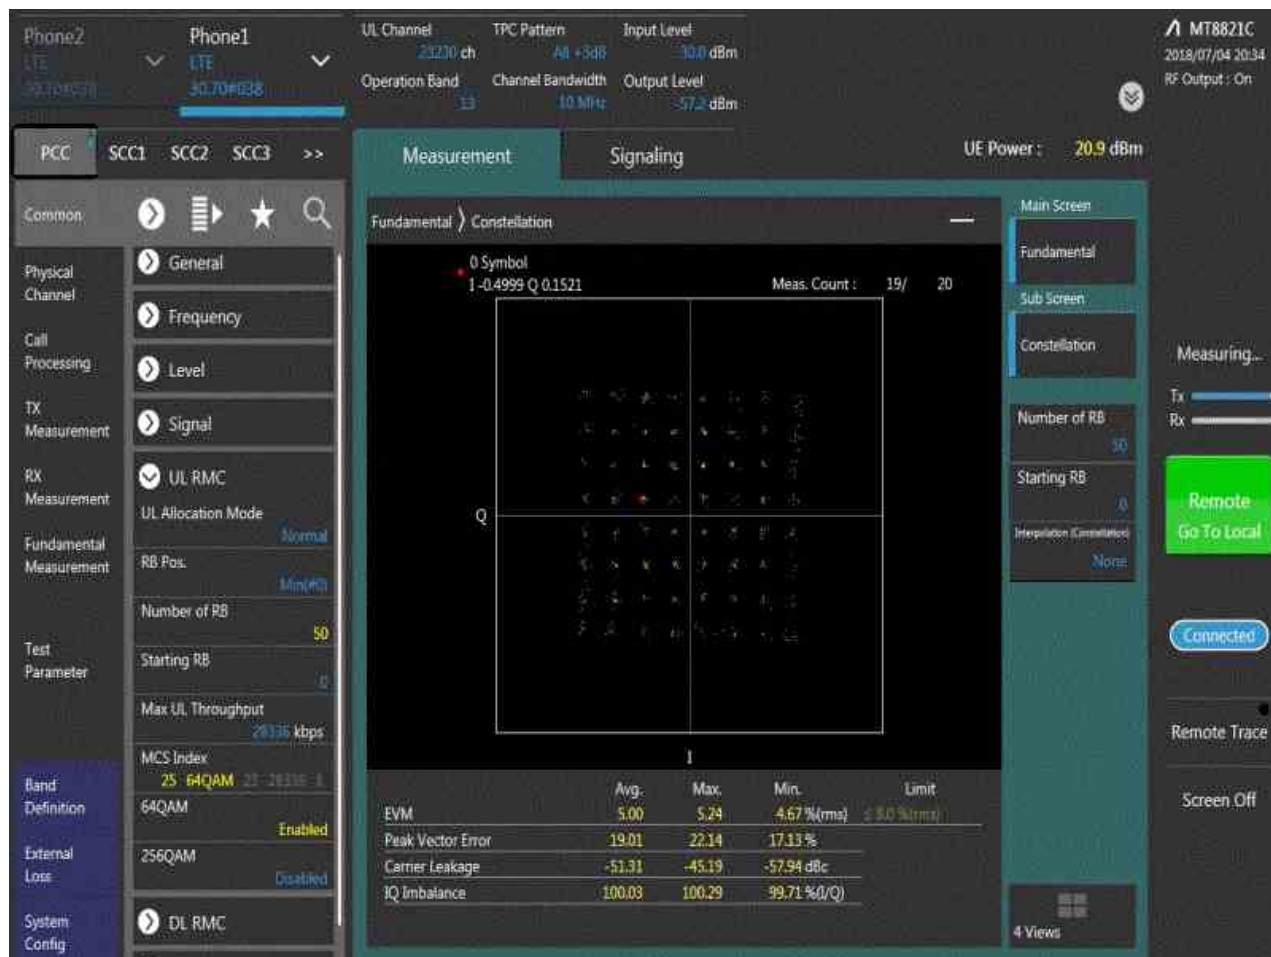 Phone2
LTE
Phone1
LTE
30.70#038
UL Channel
TPC Pattern
Input Level
23230 ch
All +3dB
30.0 dBm
Operation Band
Channel Bandwidth
Output Level
13
10 MHz
-57.2 dBm
MT8821C
2018/07/04 20:34
RF Output : On
PCC
SCC1
SCC2
SCC3
>>
Measurement
Signaling
UE Power : 20.9 dBm
Common
Physical
Channel
Call
Processing
TX
Measurement
RX
Measurement
Fundamental
Measurement
Test
Parameter
Band
Definition
External
Loss
System
Config
General
Frequency
Level
Signal
UL RMC
UL Allocation Mode
Normal
RB Pos.
Min(#0)
Number of RB
50
Starting RB
0
Max UL Throughput
28336 kbps
MCS Index
25 64QAM
64QAM
Enabled
256QAM
Disabled
DL RMC
Fundamental 〉 Constellation
0 Symbol
I -0.4999 Q 0.1521
Meas. Count : 19/ 20
Q
I
Avg. Max. Min. Limit
EVM 5.00 5.24 4.67 %(rms) ≤ 8.0 %(rms)
Peak Vector Error 19.01 22.14 17.13 %
Carrier Leakage -51.31 -45.19 -57.94 dBc
IQ Imbalance 100.03 100.29 99.71 %(I/Q)
Main Screen
Fundamental
Sub Screen
Constellation
Number of RB
50
Starting RB
0
Interpolation (Constellation)
None
4 Views
Measuring...
Tx
Rx
Remote
Go To Local
Connected
Remote Trace
Screen Off